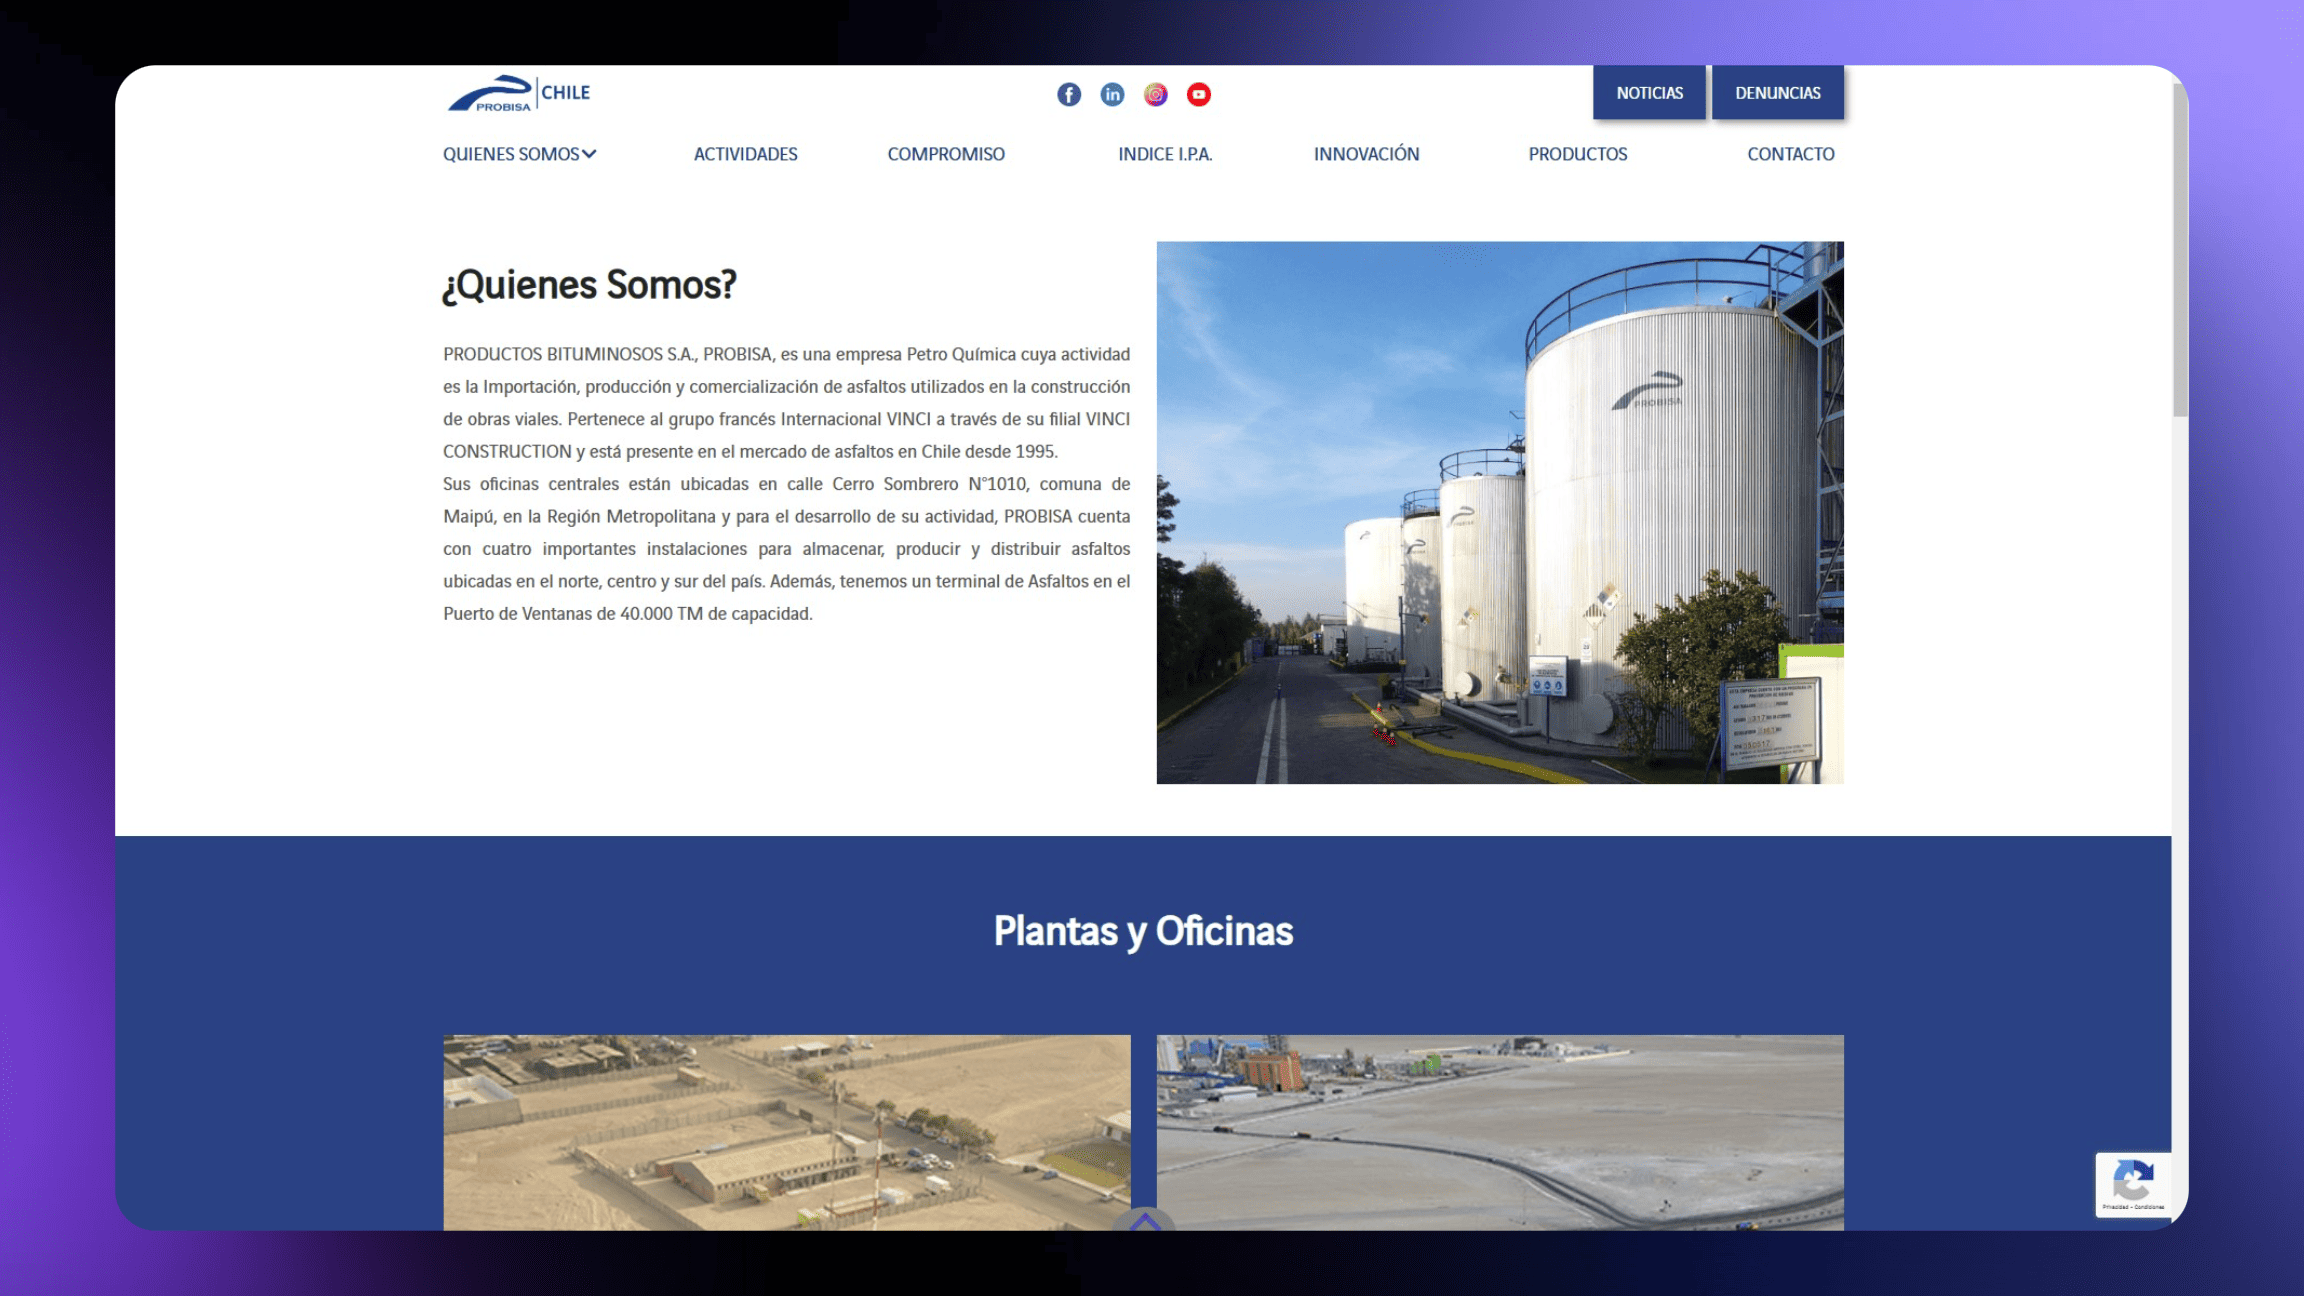 PROBISA CHILE
NOTICIAS
DENUNCIAS
QUIENES SOMOS
ACTIVIDADES
COMPROMISO
INDICE I.P.A.
INNOVACIÓN
PRODUCTOS
CONTACTO
¿Quienes Somos?
PRODUCTOS BITUMINOSOS S.A., PROBISA, es una empresa Petro Química cuya actividad
es la Importación, producción y comercialización de asfaltos utilizados en la construcción
de obras viales. Pertenece al grupo francés Internacional VINCI a través de su filial VINCI
CONSTRUCTION y está presente en el mercado de asfaltos en Chile desde 1995.
Sus oficinas centrales están ubicadas en calle Cerro Sombrero N°1010, comuna de
Maipú, en la Región Metropolitana y para el desarrollo de su actividad, PROBISA cuenta
con cuatro importantes instalaciones para almacenar, producir y distribuir asfaltos
ubicadas en el norte, centro y sur del país. Además, tenemos un terminal de Asfaltos en el
Puerto de Ventanas de 40.000 TM de capacidad.
PROBISA
Plantas y Oficinas
Privacidad - Condiciones